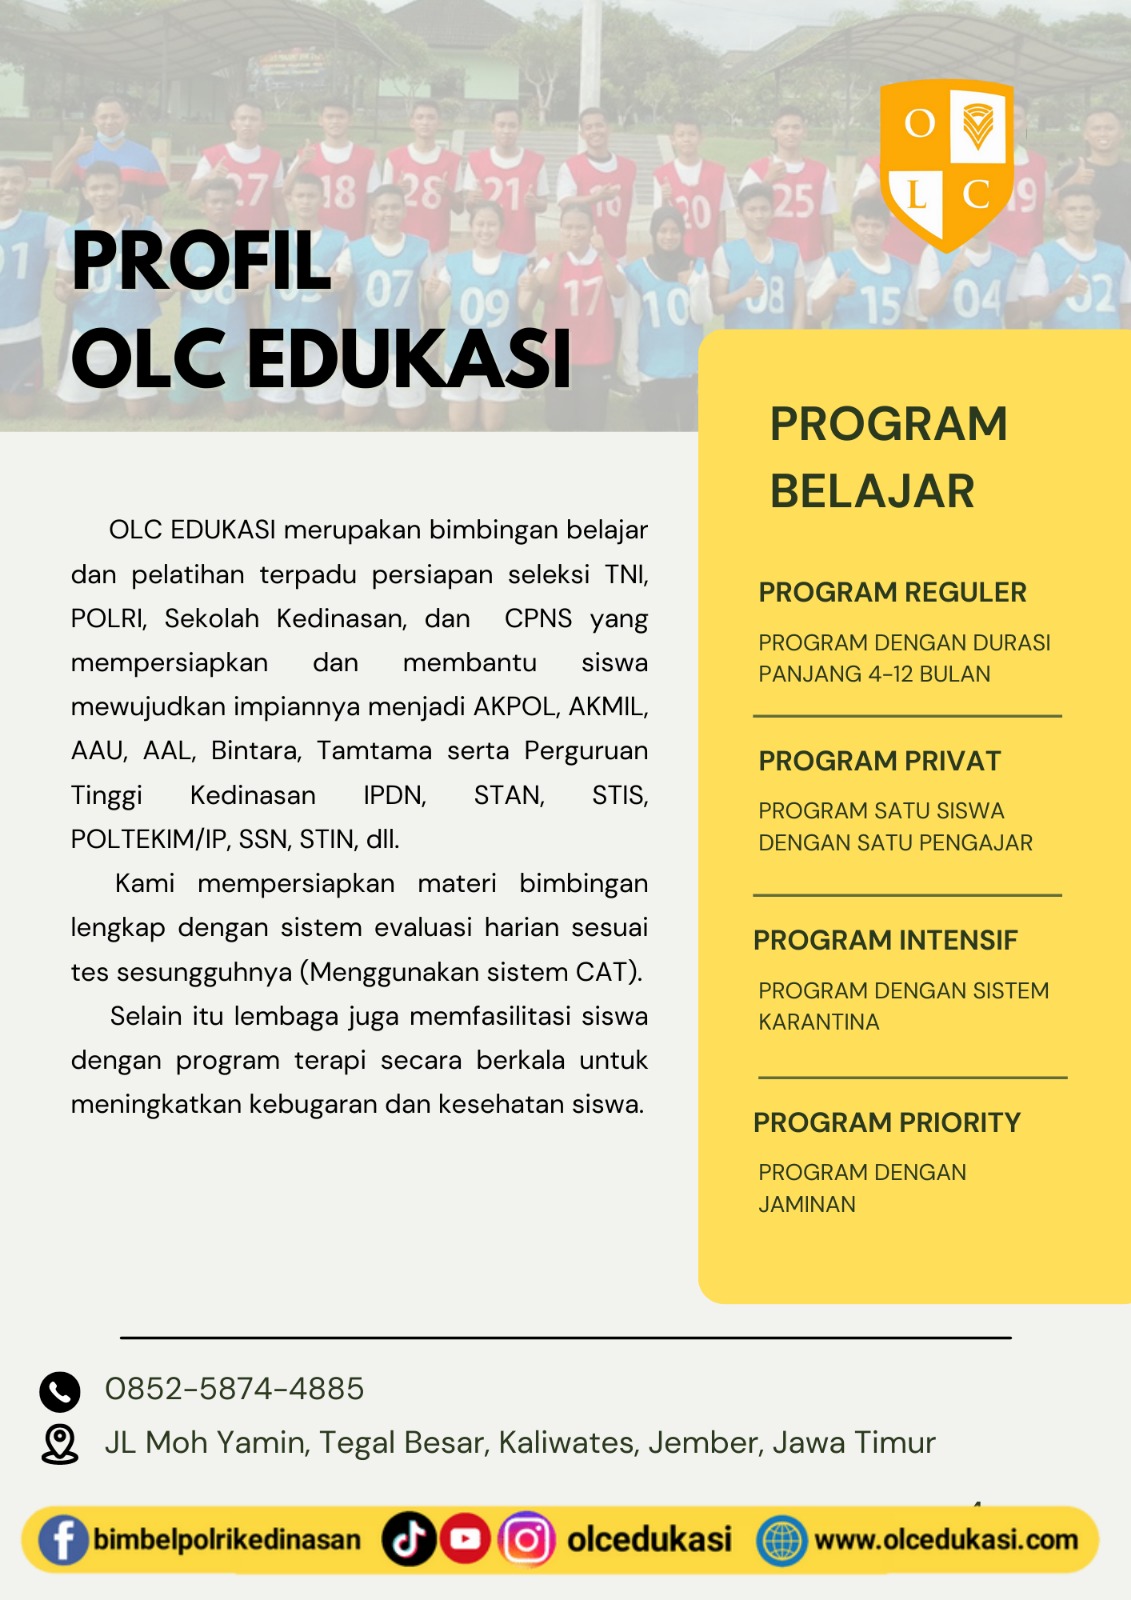 PROFIL
OLC EDUKASI
O
L
C
OLC EDUKASI merupakan bimbingan belajar
dan pelatihan terpadu persiapan seleksi TNI,
POLRI, Sekolah Kedinasan, dan CPNS yang
mempersiapkan dan membantu siswa
mewujudkan impiannya menjadi AKPOL, AKMIL,
AAU, AAL, Bintara, Tamtama serta Perguruan
Tinggi Kedinasan IPDN, STAN, STIS,
POLTEKIM/IP, SSN, STIN, dll.
Kami mempersiapkan materi bimbingan
lengkap dengan sistem evaluasi harian sesuai
tes sesungguhnya (Menggunakan sistem CAT).
Selain itu lembaga juga memfasilitasi siswa
dengan program terapi secara berkala untuk
meningkatkan kebugaran dan kesehatan siswa.
PROGRAM
BELAJAR
PROGRAM REGULER
PROGRAM DENGAN DURASI
PANJANG 4-12 BULAN
PROGRAM PRIVAT
PROGRAM SATU SISWA
DENGAN SATU PENGAJAR
PROGRAM INTENSIF
PROGRAM DENGAN SISTEM
KARANTINA
PROGRAM PRIORITY
PROGRAM DENGAN
JAMINAN
0852-5874-4885
JL Moh Yamin, Tegal Besar, Kaliwates, Jember, Jawa Timur
bimbelpolrikedinasan olcedukasi www.olcedukasi.com